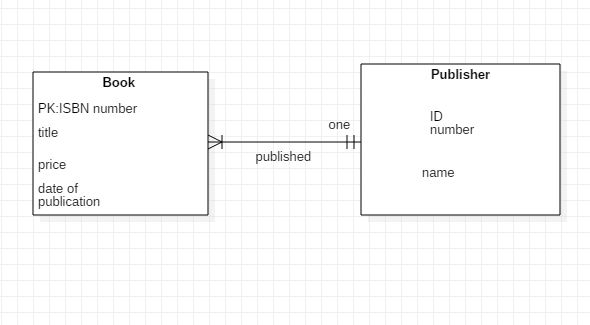 Book
PK:ISBN number
title
price
date of
publication
one
published
Publisher
ID
number
name